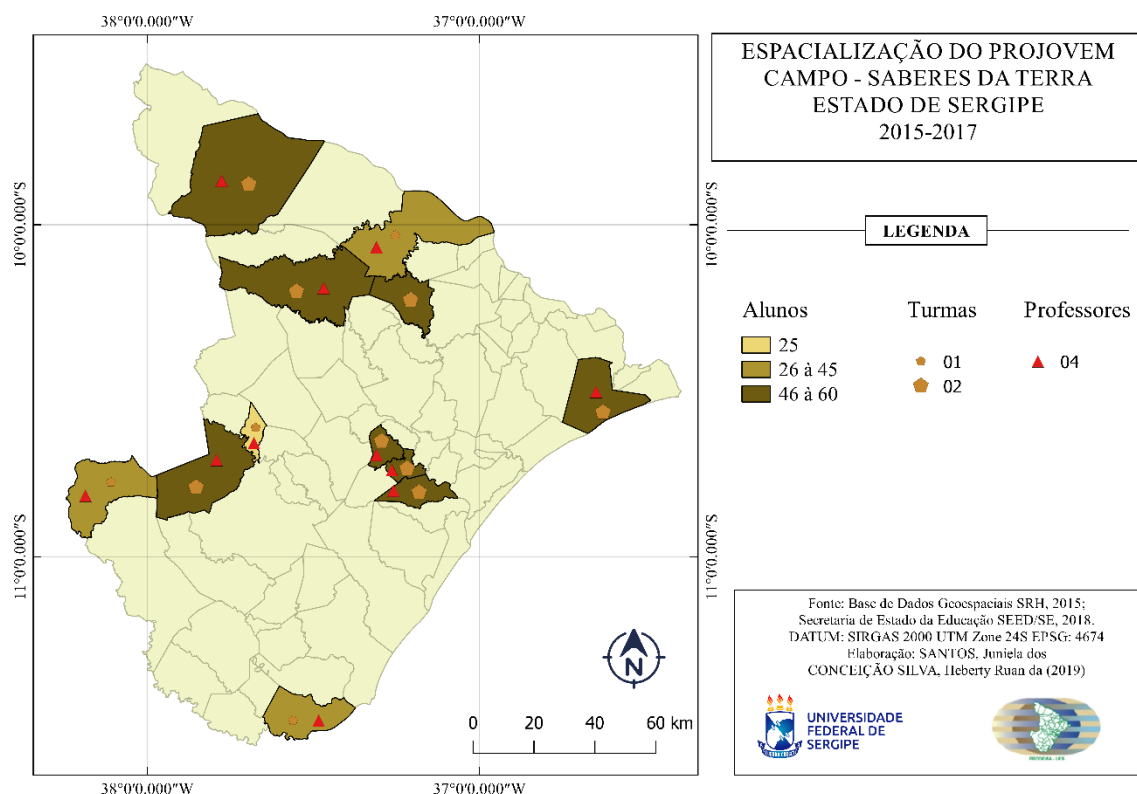 38°0'0.000"W
37°0'0.000"W
ESPACIALIZAÇÃO DO PROJOVEM
CAMPO - SABERES DA TERRA
ESTADO DE SERGIPE
2015-2017
10°0'0.000"S
10°0'0.000"S
LEGENDA
Alunos
Turmas
Professores
25
26 à 45
46 à 60
01
02
04
11°0'0.000"S
11°0'0.000"S
N
0 20 40 60 km
Fonte: Base de Dados Geoespaciais SRH, 2015;
Secretaria de Estado da Educação SEED/SE, 2018.
DATUM: SIRGAS 2000 UTM Zone 24S EPSG: 4674
Elaboração: SANTOS, Juniela dos
CONCEIÇÃO SILVA, Heberty Ruan da (2019)
UNIVERSIDADE
FEDERAL DE
SERGIPE
38°0'0.000"W
37°0'0.000"W